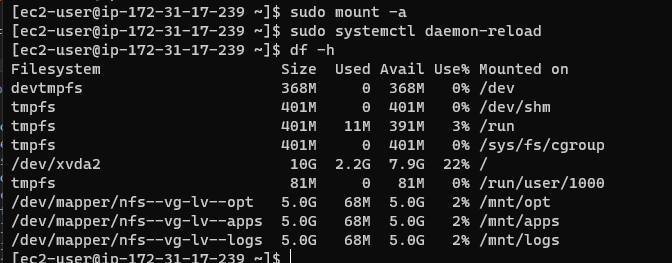 [ec2-user@ip-172-31-17-239 ~]$ sudo mount -a
[ec2-user@ip-172-31-17-239 ~]$ sudo systemctl daemon-reload
[ec2-user@ip-172-31-17-239 ~]$ df -h
Filesystem                     Size  Used Avail Use% Mounted on
devtmpfs                       368M     0  368M   0% /dev
tmpfs                          401M     0  401M   0% /dev/shm
tmpfs                          401M   11M  391M   3% /run
tmpfs                          401M     0  401M   0% /sys/fs/cgroup
/dev/xvda2                      10G  2.2G  7.9G  22% /
tmpfs                           81M     0   81M   0% /run/user/1000
/dev/mapper/nfs--vg-lv--opt    5.0G   68M  5.0G   2% /mnt/opt
/dev/mapper/nfs--vg-lv--apps   5.0G   68M  5.0G   2% /mnt/apps
/dev/mapper/nfs--vg-lv--logs   5.0G   68M  5.0G   2% /mnt/logs
[ec2-user@ip-172-31-17-239 ~]$